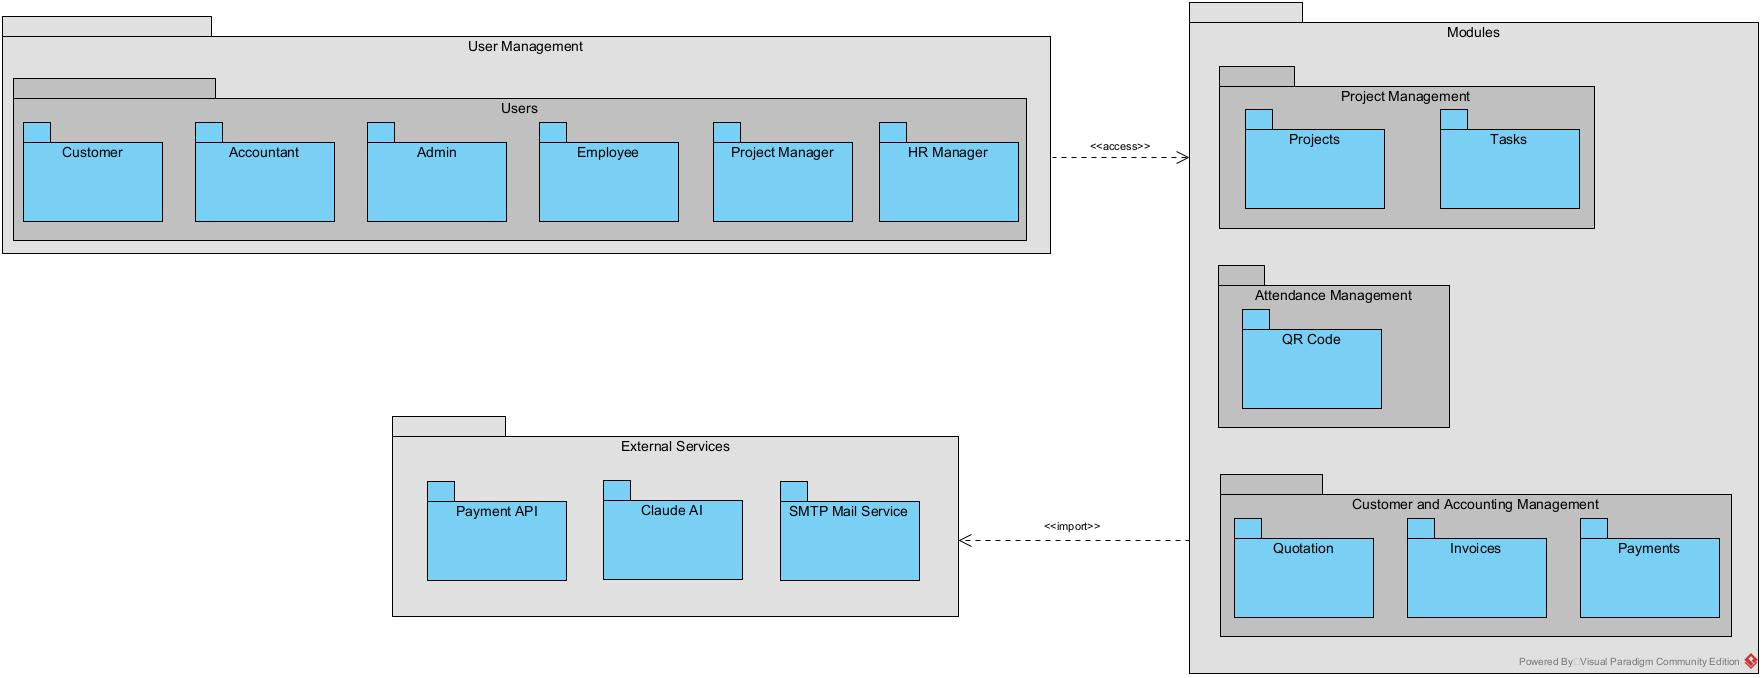 User Management
Users
Customer
Accountant
Admin
Employee
Project Manager
HR Manager
<<access>>
Modules
Project Management
Projects
Tasks
Attendance Management
QR Code
External Services
Payment API
Claude AI
SMTP Mail Service
<<import>>
Customer and Accounting Management
Quotation
Invoices
Payments
Powered By Visual Paradigm Community Edition